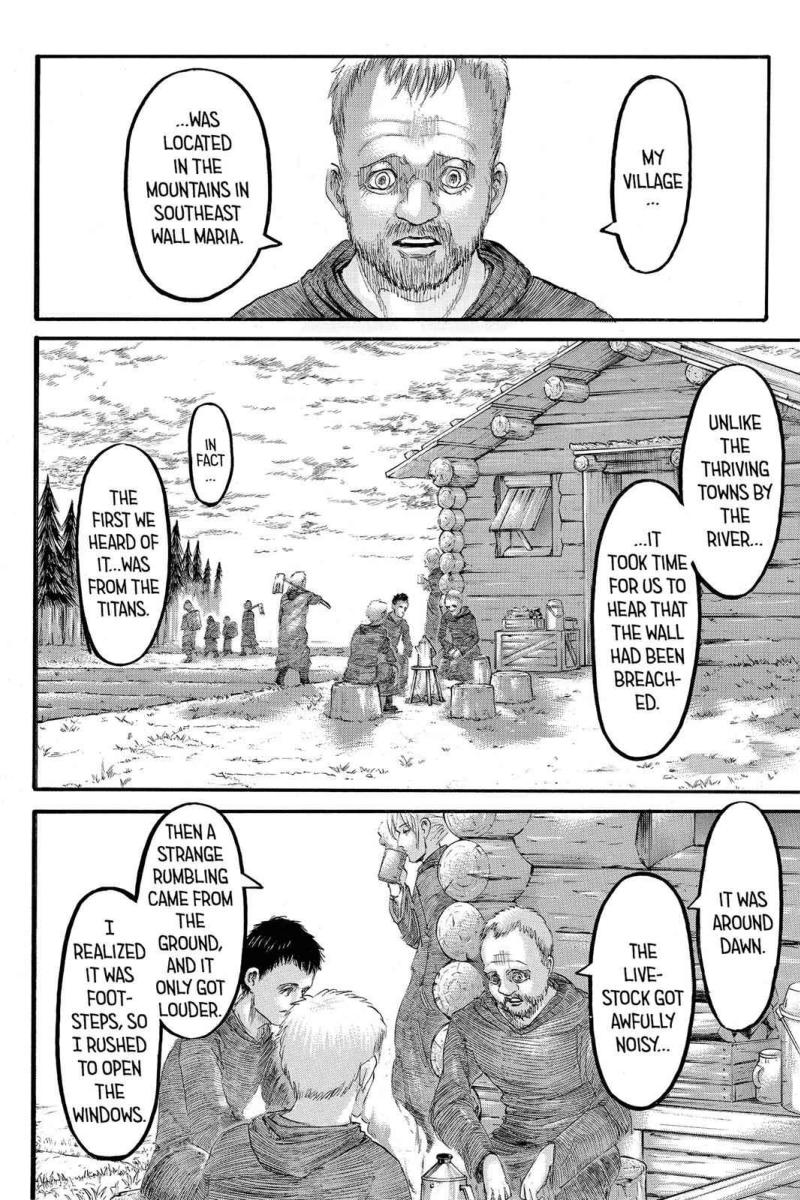 MY
VILLAGE
...
...WAS
LOCATED
IN THE
MOUNTAINS IN
SOUTHEAST
WALL MARIA.
UNLIKE
THE
THRIVING
TOWNS BY
THE
RIVER...
...IT
TOOK TIME
FOR US TO
HEAR THAT
THE WALL
HAD BEEN
BREACH-
ED.
IN
FACT
...
THE
FIRST WE
HEARD OF
IT...WAS
FROM THE
TITANS.
IT WAS
AROUND
DAWN.
THE
LIVE-
STOCK GOT
AWFULLY
NOISY...
THEN A
STRANGE
RUMBLING
CAME FROM
THE
GROUND,
AND IT
ONLY GOT
LOUDER.
I
REALIZED
IT WAS
FOOT-
STEPS, SO
I RUSHED
TO OPEN
THE
WINDOWS.